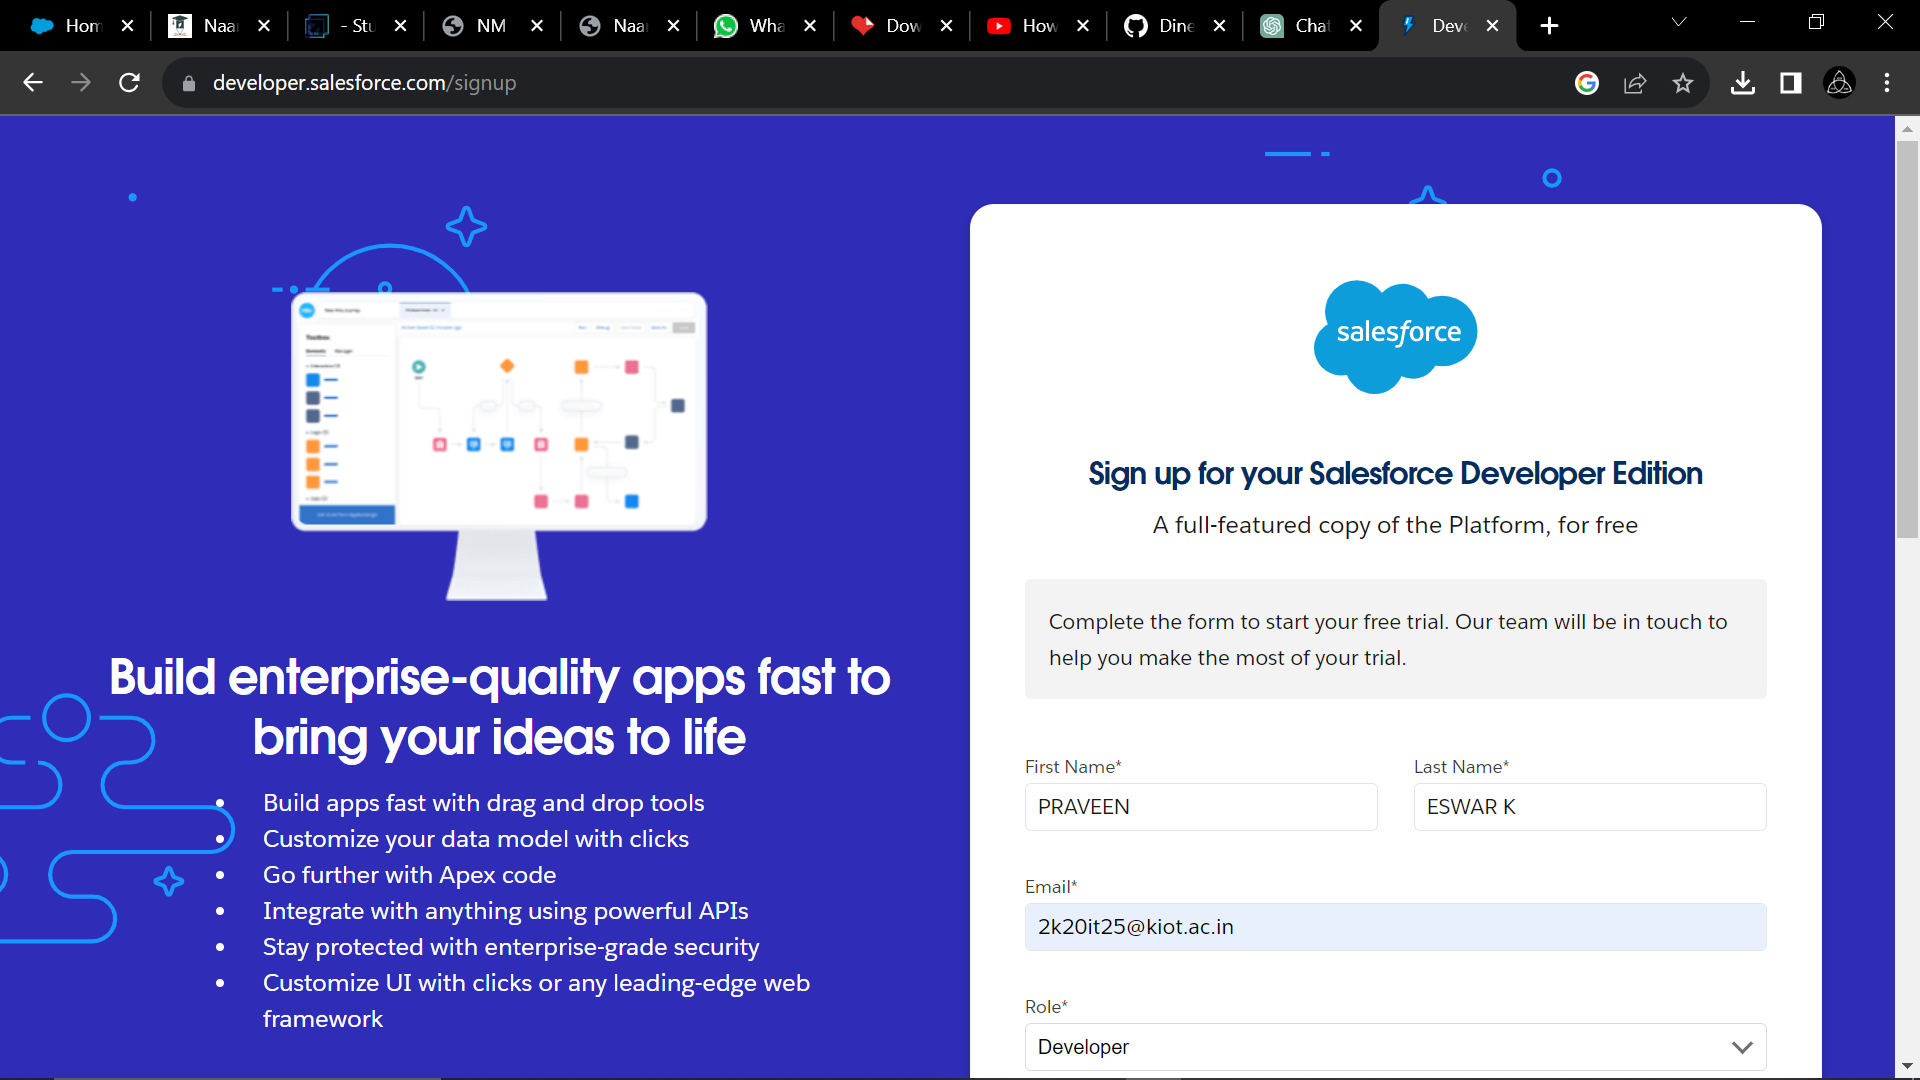 Hom
Naa
- Stu
NM
Naa
Wha
Dow
How
Dine
Chat
Deve
developer.salesforce.com/signup
salesforce
Sign up for your Salesforce Developer Edition
A full-featured copy of the Platform, for free
Complete the form to start your free trial. Our team will be in touch to
help you make the most of your trial.
Build enterprise-quality apps fast to
bring your ideas to life
Build apps fast with drag and drop tools
Customize your data model with clicks
Go further with Apex code
Integrate with anything using powerful APIs
Stay protected with enterprise-grade security
Customize UI with clicks or any leading-edge web
framework
First Name*
Last Name*
PRAVEEN
ESWAR K
Email*
2k20it25@kiot.ac.in
Role*
Developer